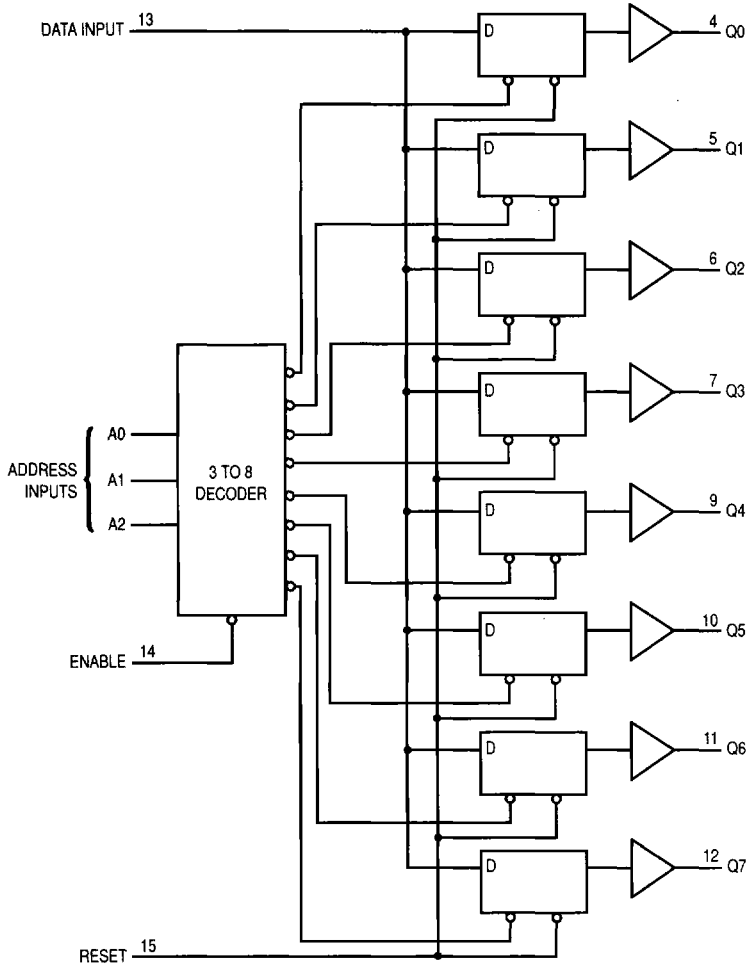 DATA INPUT 13
D 4 Q0
D 5 Q1
D 6 Q2
D 7 Q3
A0
ADDRESS INPUTS A1
A2
3 TO 8 DECODER
D 9 Q4
ENABLE 14
D 10 Q5
D 11 Q6
D 12 Q7
RESET 15